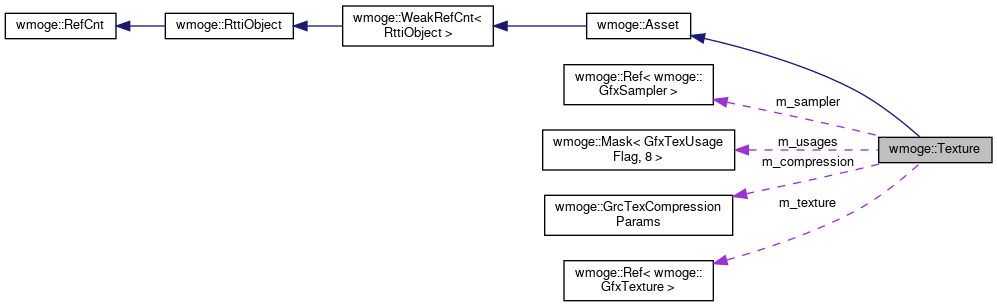 wmoge::RefCnt
wmoge::RttiObject
wmoge::WeakRefCnt<
RttiObject >
wmoge::Asset
wmoge::Ref< wmoge::
GfxSampler >
m_sampler
wmoge::Mask< GfxTexUsage
Flag, 8 >
m_usages
wmoge::Texture
m_compression
wmoge::GrcTexCompression
Params
m_texture
wmoge::Ref< wmoge::
GfxTexture >